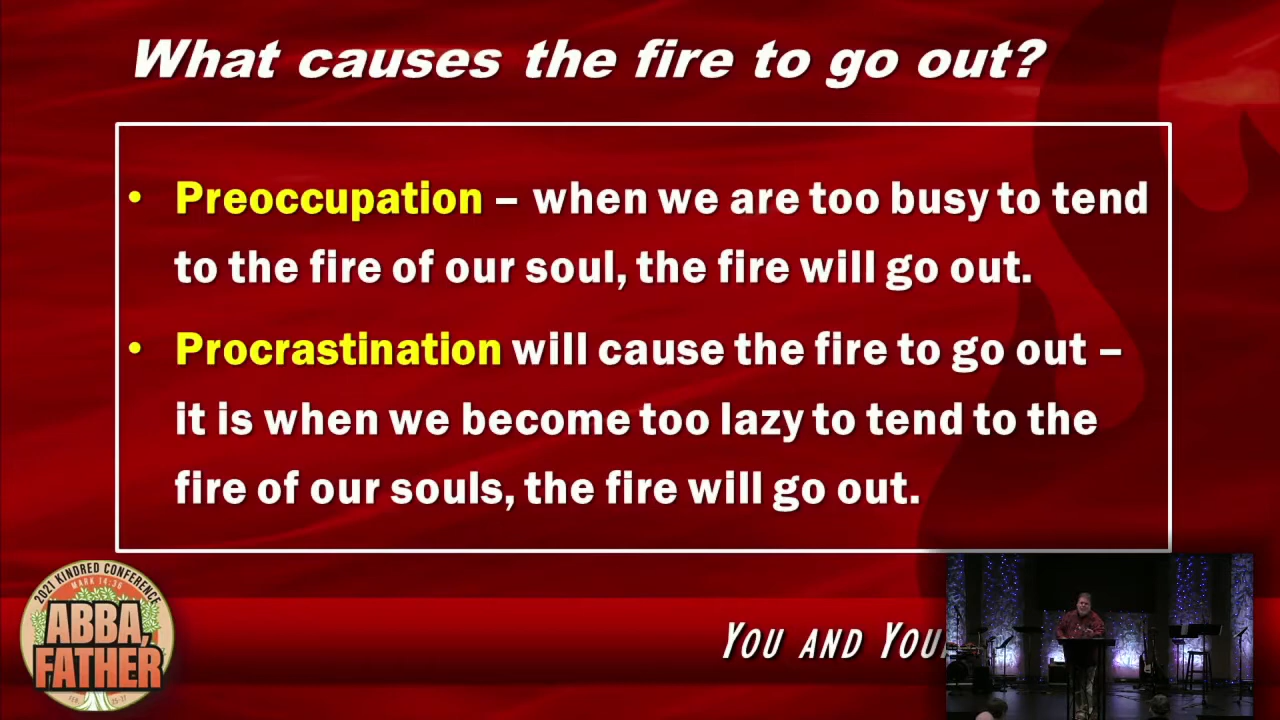 What causes the fire to go out?
• Preoccupation – when we are too busy to tend
to the fire of our soul, the fire will go out.
• Procrastination will cause the fire to go out –
it is when we become too lazy to tend to the
fire of our souls, the fire will go out.
2021 KINDRED CONFERENCE
MARK 14:36
ABBA,
FATHER
YOU AND YOU